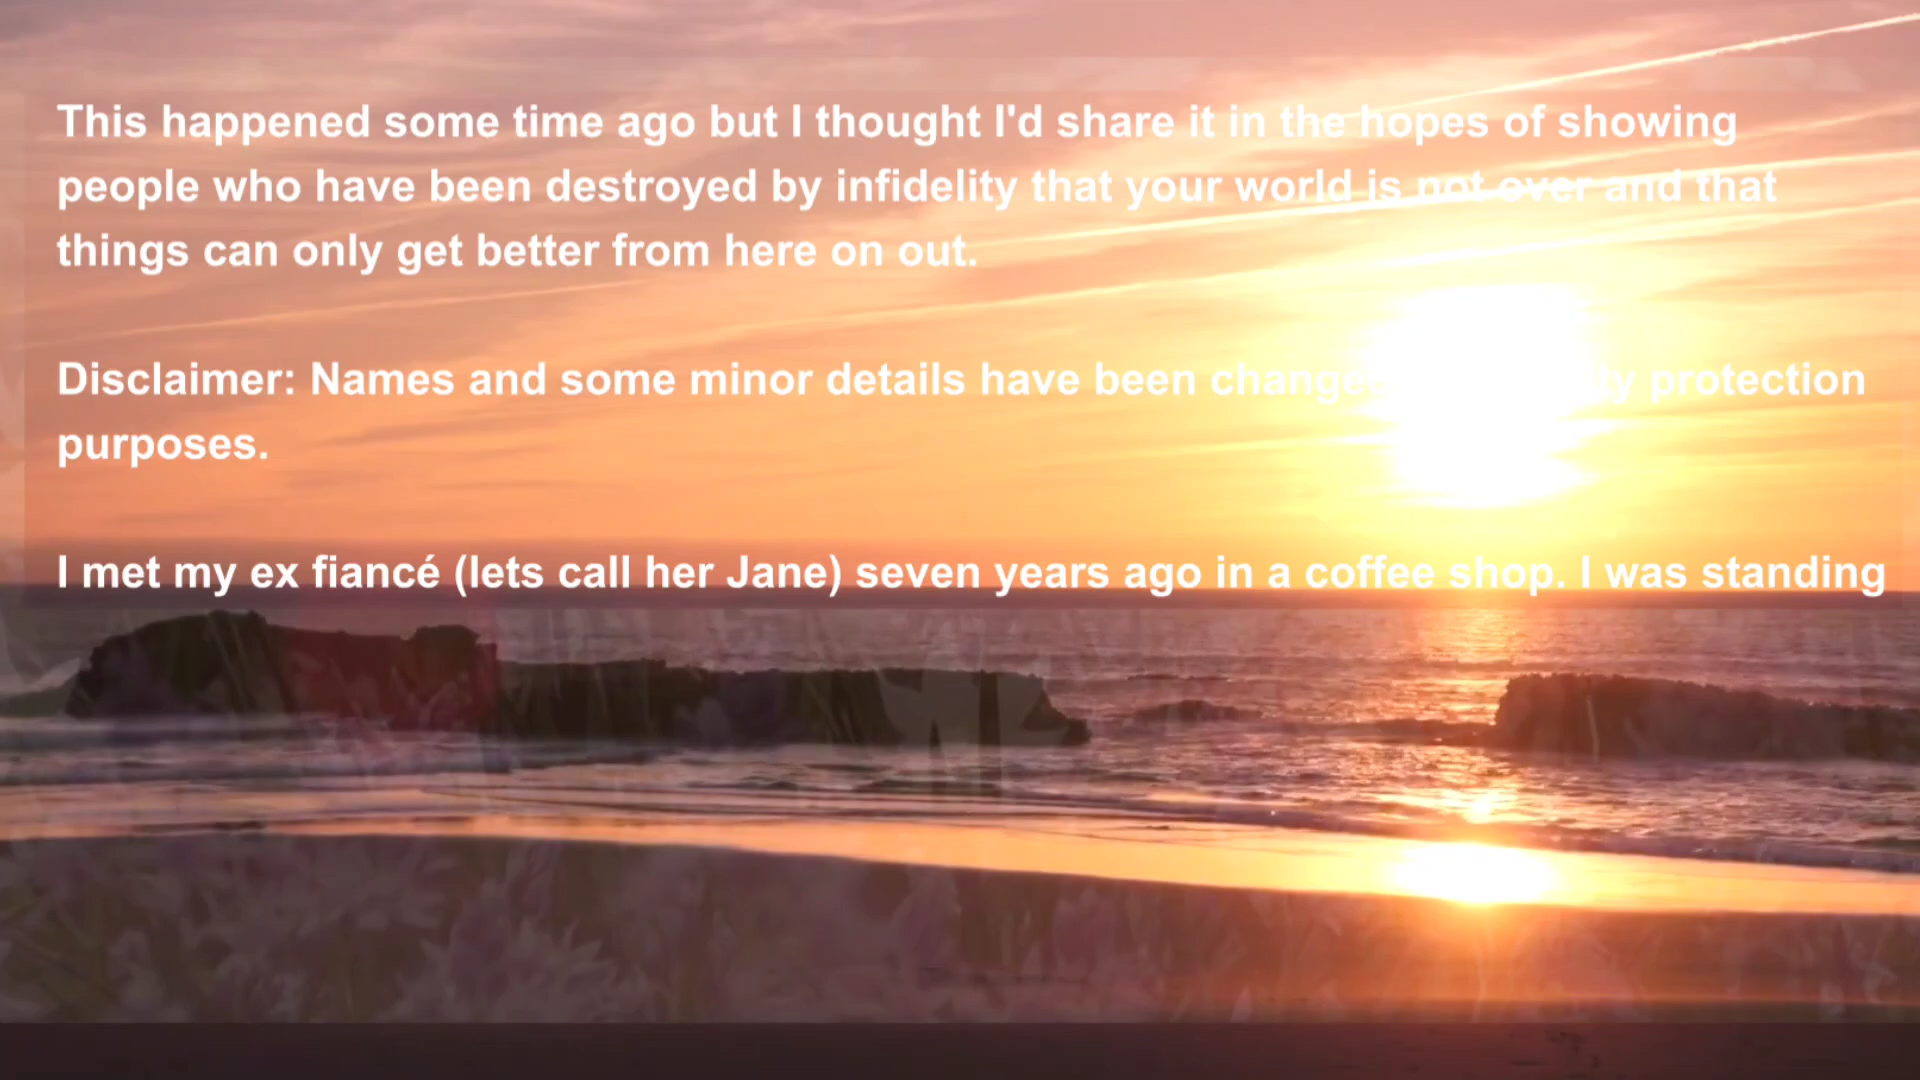 This happened some time ago but I thought I'd share it in the hopes of showing
people who have been destroyed by infidelity that your world is not over and that
things can only get better from here on out.
Disclaimer: Names and some minor details have been changed protection
purposes.
I met my ex fiancé (lets call her Jane) seven years ago in a coffee shop. I was standing